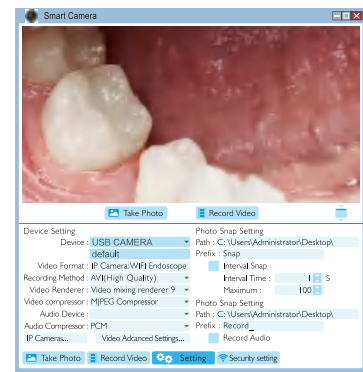 Smart Camera
Take Photo
Record Video
Device Setting
Device : USB CAMERA
default
Video Format : IP Camera:WIFI Endoscope
Recording Method : AVI(High Quality)
Video Renderer : Video mixing renderer 9
Video compressor : MJPEG Compressor
Audio Device :
Audio Compressor : PCM
IP Cameras...
Video Advanced Settings...
Photo Snap Setting
Path : C: \Users\Administrator\Desktop\
Prefix : Snap
Interval Snap
Interval Time : 1 S
Maximum : 100
Photo Snap Setting
Path : C: \Users\Administrator\Desktop\
Prefix : Record_
Record Audio
Take Photo
Record Video
Setting
Security setting